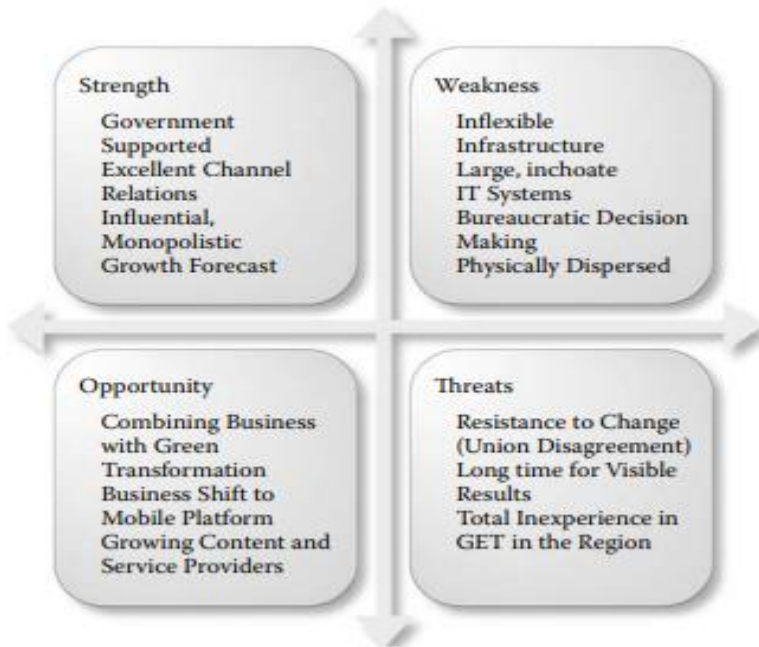 Strength
Government
Supported
Excellent Channel
Relations
Influential,
Monopolistic
Growth Forecast
Weakness
Inflexible
Infrastructure
Large, inchoate
IT Systems
Bureaucratic Decision
Making
Physically Dispersed
Opportunity
Combining Business
with Green
Transformation
Business Shift to
Mobile Platform
Growing Content and
Service Providers
Threats
Resistance to Change
(Union Disagreement)
Long time for Visible
Results
Total Inexperience in
GET in the Region